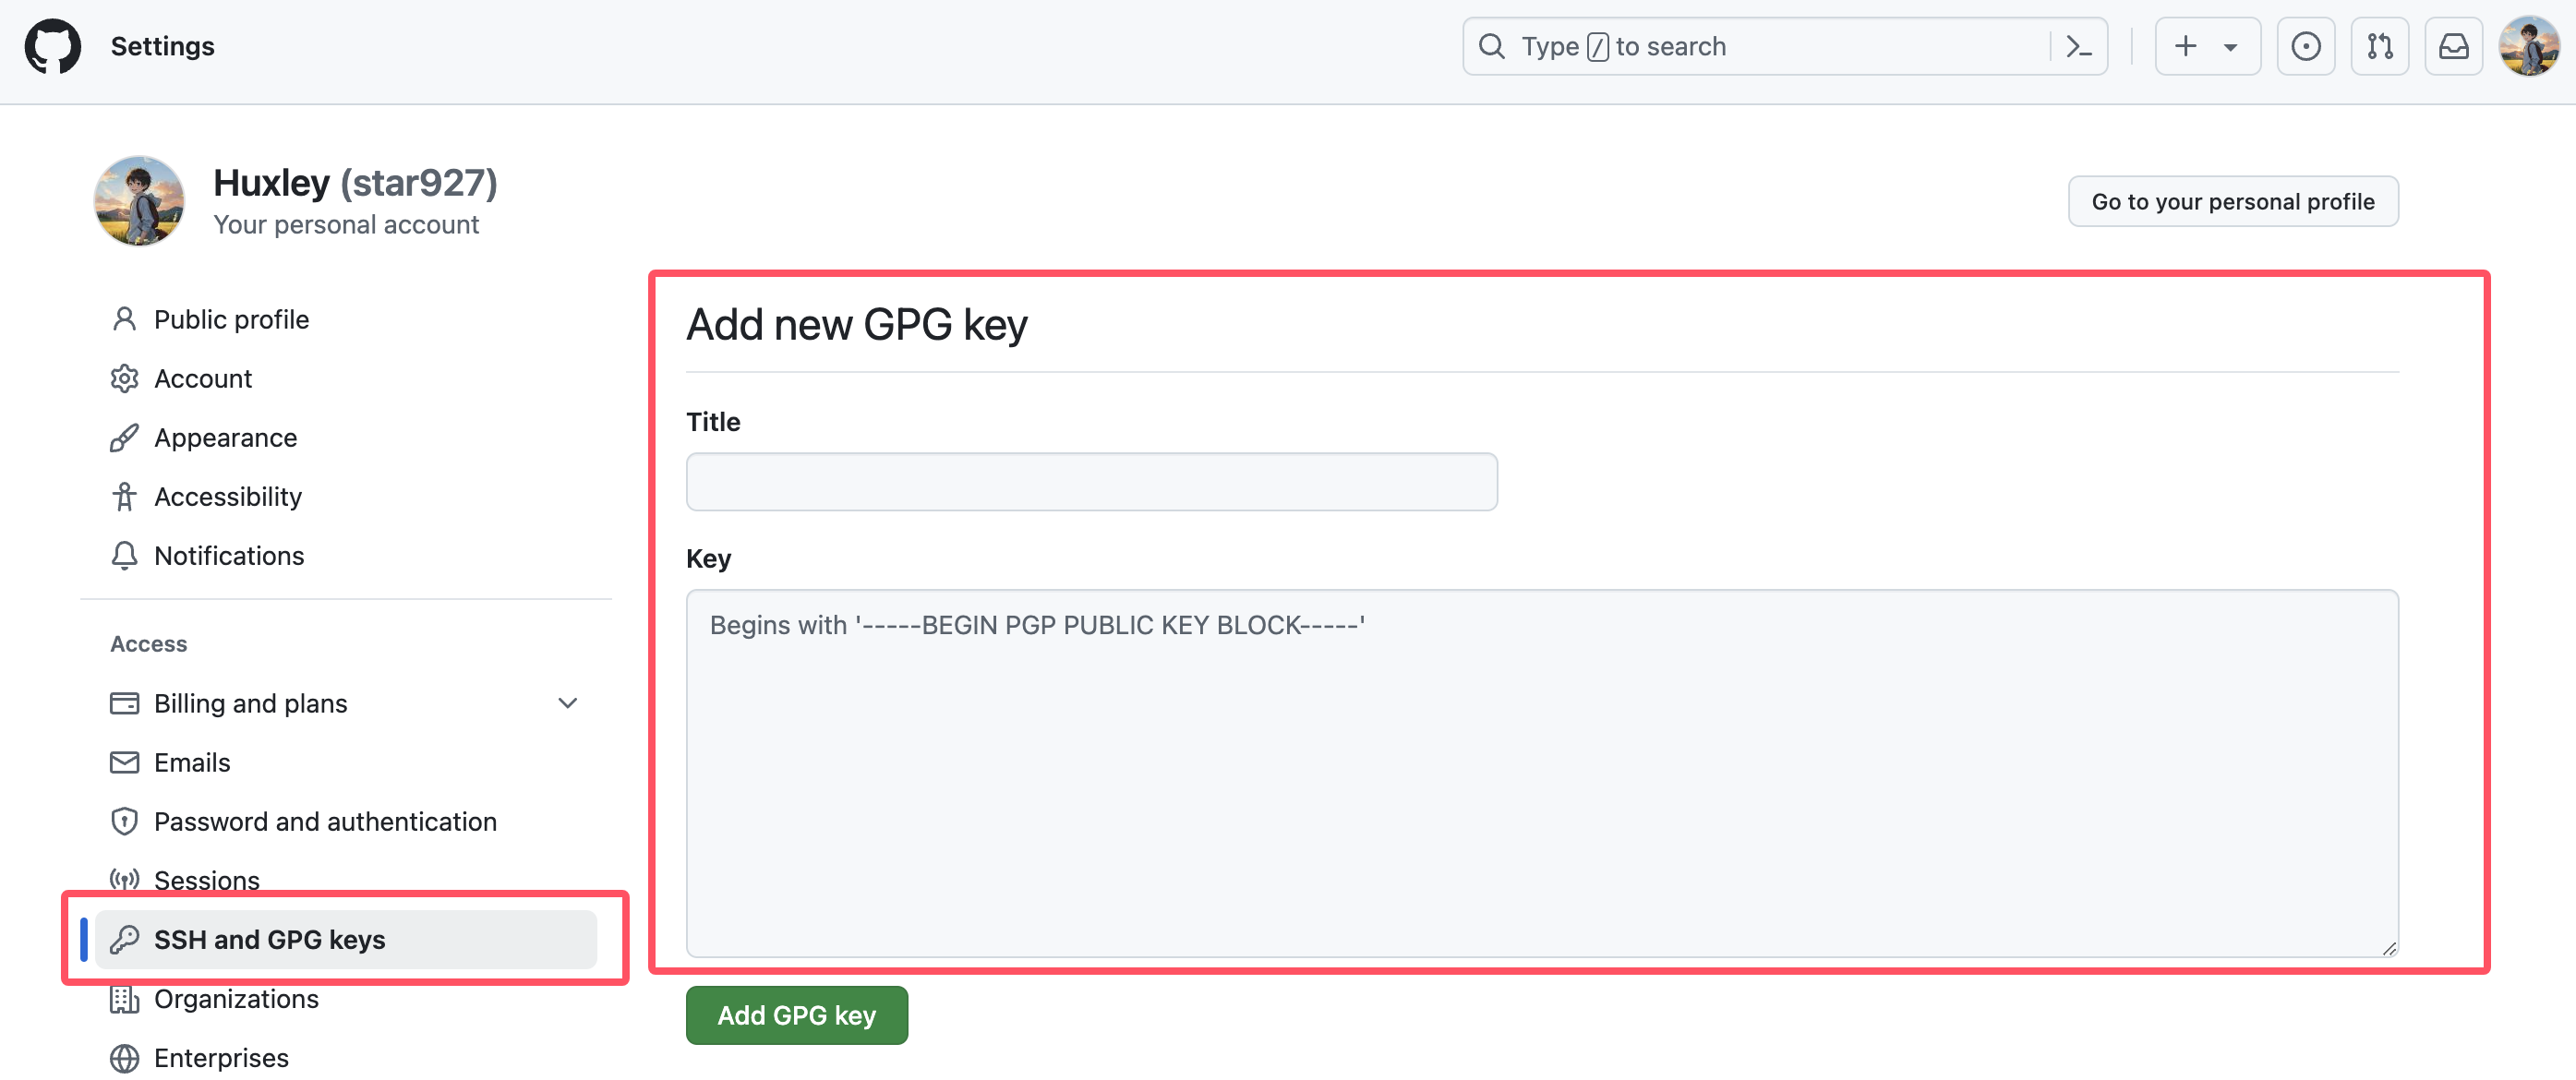 Settings
Type / to search
Huxley (star927)
Your personal account
Go to your personal profile
Public profile
Account
Appearance
Accessibility
Notifications
Access
Billing and plans
Emails
Password and authentication
Sessions
SSH and GPG keys
Organizations
Enterprises
Add new GPG key
Title
Key
Begins with '-----BEGIN PGP PUBLIC KEY BLOCK-----'
Add GPG key